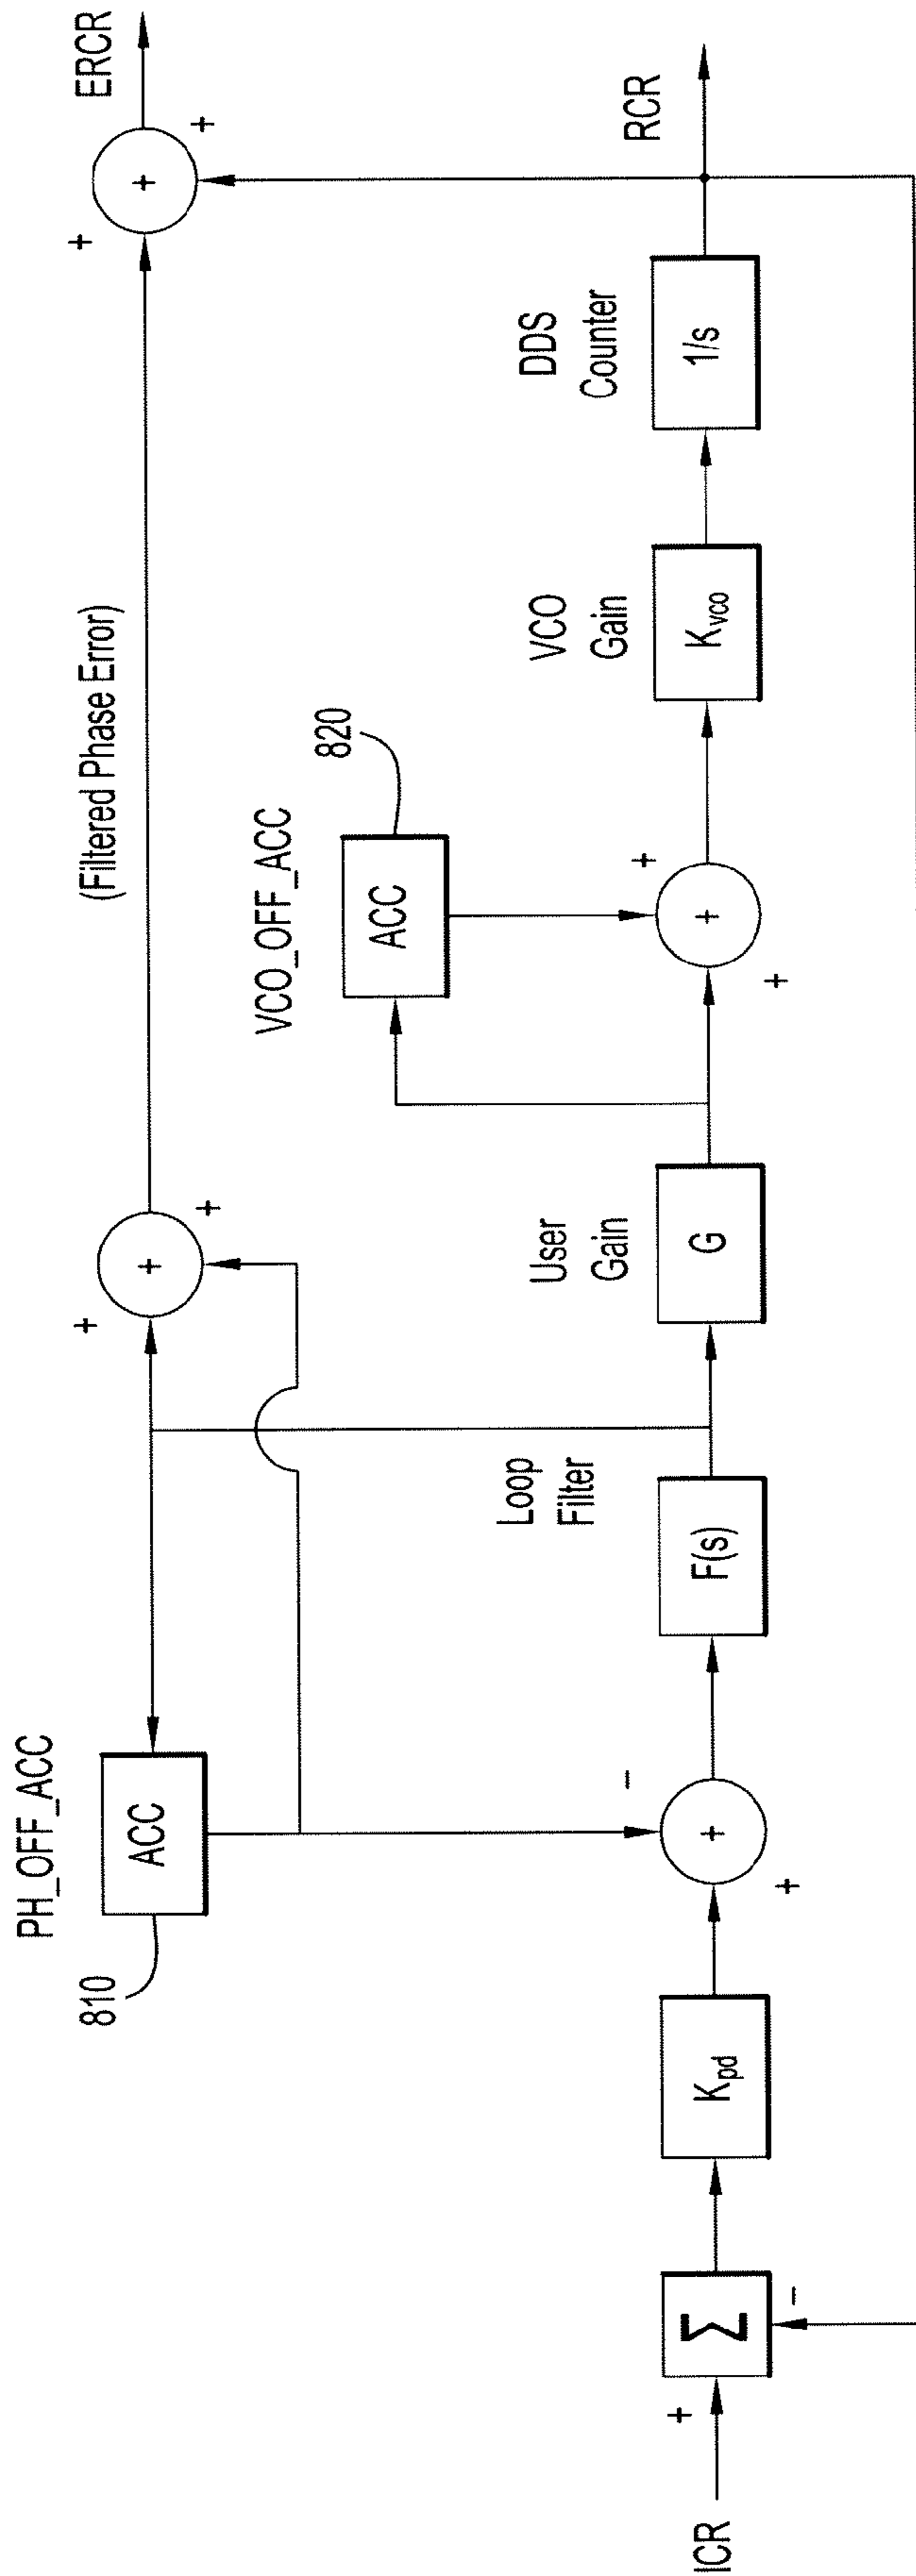 ERCR
+
+
+
(Filtered Phase Error)
+
+
+
PH_OFF_ACC
ACC
810
VCO_OFF_ACC
820
ACC
RCR
DDS
Counter
1/s
VCO
Gain
Kvco
+
+
+
User
Gain
G
Loop
Filter
F(s)
-
+
+
Kpd
Σ
+
-
ICR